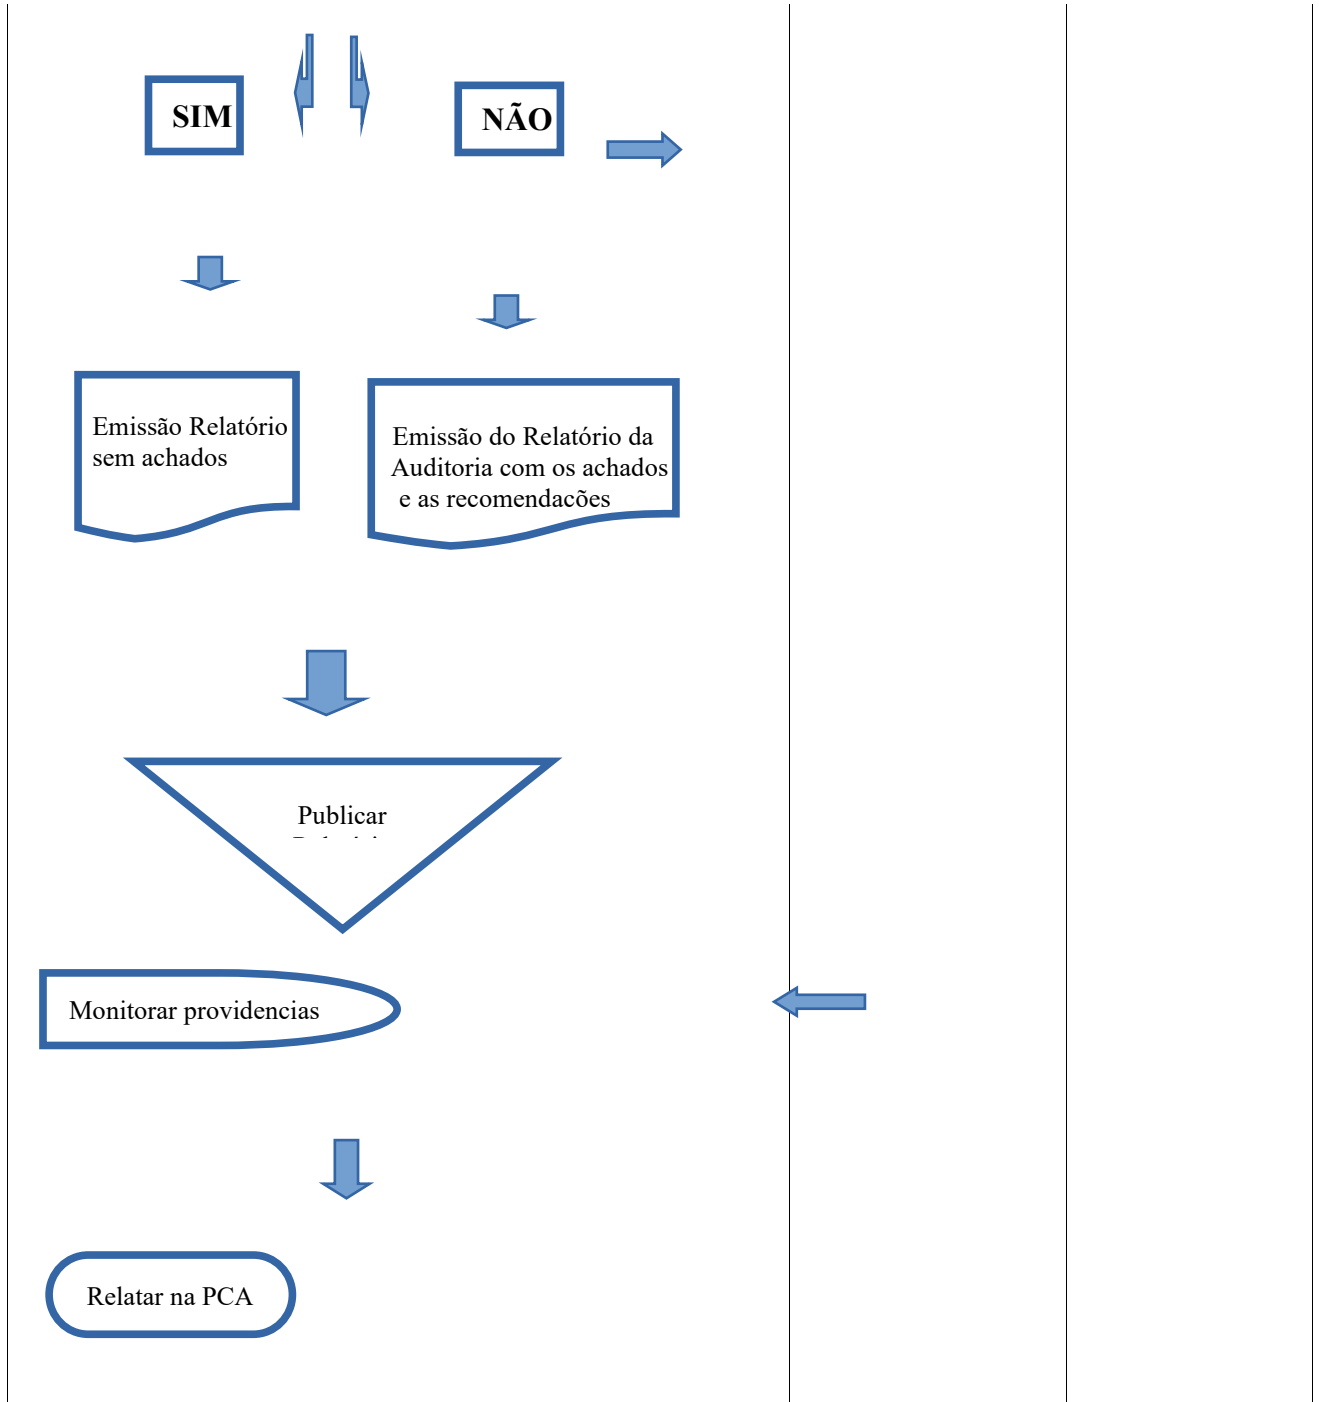 SIM
NÃO
Emissão Relatório
sem achados
Emissão do Relatório da
Auditoria com os achados
e as recomendacões
Publicar
Monitorar providencias
Relatar na PCA